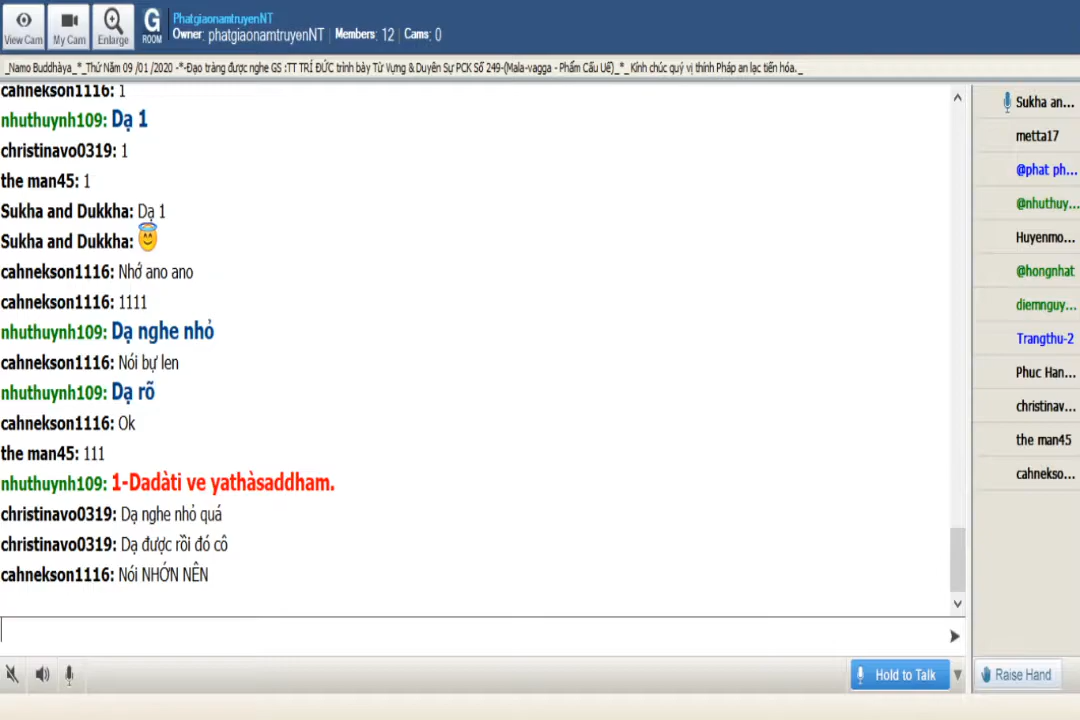 View Cam
My Cam
Enlarge
G
ROOM
PhatgiaonamtruyenNT
Owner: phatgiaonamtruyenNT | Members: 12 | Cams: 0
_Namo Buddhàya_*_Thứ Năm 09 /01 /2020 -*-Đạo tràng được nghe GS :TT TRÍ ĐỨC trình bày Từ Vựng & Duyên Sự PCK Số 249-(Mala-vagga - Phẩm Cấu Uế)_*_ Kính chúc quý vị thính Pháp an lạc tiến hóa._
cahnekson1116: 1
nhuthuynh109: Dạ 1
christinavo0319: 1
the man45: 1
Sukha and Dukkha: Dạ 1
Sukha and Dukkha:
cahnekson1116: Nhớ ano ano
cahnekson1116: 1111
nhuthuynh109: Dạ nghe nhỏ
cahnekson1116: Nói bự len
nhuthuynh109: Dạ rõ
cahnekson1116: Ok
the man45: 111
nhuthuynh109: 1-Dadàti ve yathàsaddham.
christinavo0319: Dạ nghe nhỏ quá
christinavo0319: Dạ được rồi đó cô
cahnekson1116: Nói NHỚN NÊN
Sukha an...
metta17
@phat ph...
@nhuthuy...
Huyenmo...
@hongnhat
diemnguy...
Trangthu-2
Phuc Han...
christinav...
the man45
cahnekso...
Hold to Talk
Raise Hand